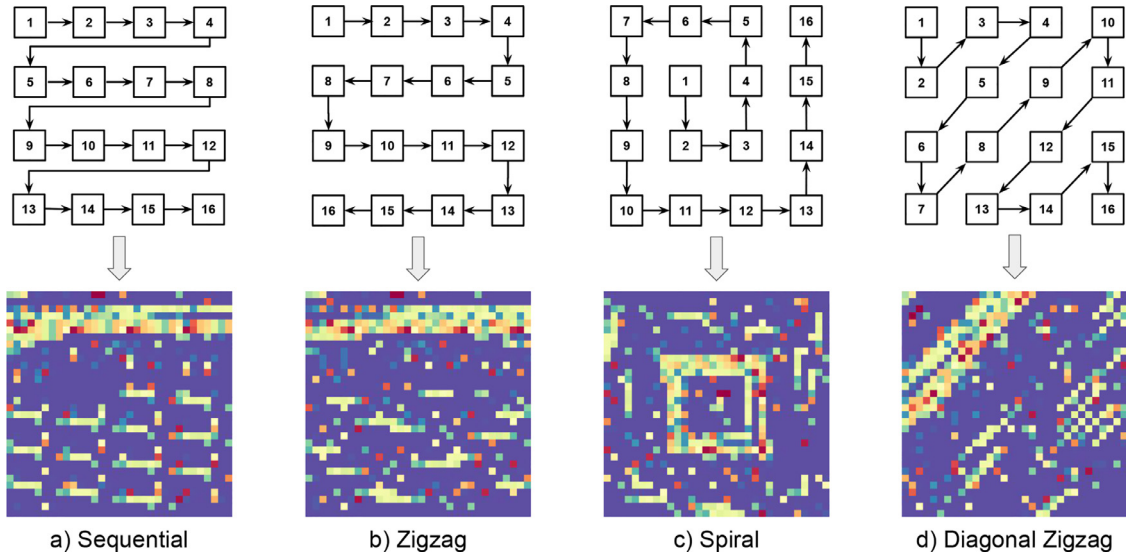 1 2 3 4 1 2 3 4 7 6 5 16 1 3 4 10
5 6 7 8 8 7 6 5 8 1 4 15 2 5 9 11
9 10 11 12 9 10 11 12 9 2 3 14 6 8 12 15
13 14 15 16 16 15 14 13 10 11 12 13 7 13 14 16
a) Sequential b) Zigzag c) Spiral d) Diagonal Zigzag